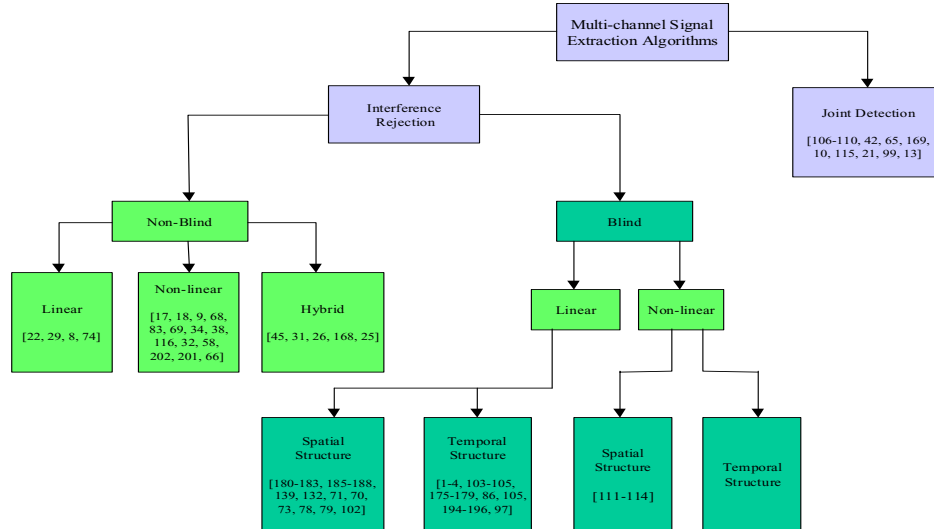 Multi-channel Signal
Extraction Algorithms
Interference
Rejection
Joint Detection
[106-110, 42, 65, 169,
10, 115, 21, 99, 13]
Non-Blind
Blind
Linear
[22, 29, 8, 74]
Non-linear
[17, 18, 9, 68,
83, 69, 34, 38,
116, 32, 58,
202, 201, 66]
Hybrid
[45, 31, 26, 168, 25]
Linear
Non-linear
Spatial
Structure
[180-183, 185-188,
139, 132, 71, 70,
73, 78, 79, 102]
Temporal
Structure
[1-4, 103-105,
175-179, 86, 105,
194-196, 97]
Spatial
Structure
[111-114]
Temporal
Structure